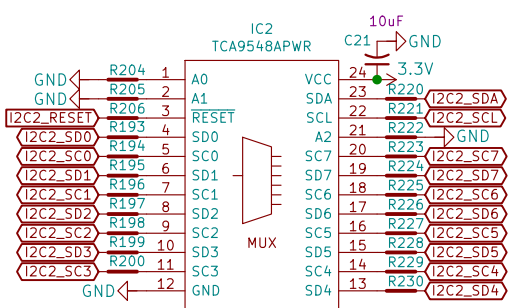 10uF
IC2
C21
GND
TCA9548APWR
GND R204 1 A0 VCC 24 3.3V
GND R205 2 A1 SDA 23 R220 I2C2_SDA
I2C2_RESET R206 3 RESET SCL 22 R221 I2C2_SCL
I2C2_SD0 R193 4 SD0 A2 21 R222 GND
I2C2_SC0 R194 5 SC0 SC7 20 R223 I2C2_SC7
I2C2_SD1 R195 6 SD1 SD7 19 R224 I2C2_SD7
I2C2_SC1 R196 7 SC1 SC6 18 R225 I2C2_SC6
I2C2_SD2 R197 8 SD2 SD6 17 R226 I2C2_SD6
I2C2_SC2 R198 9 SC2 SC5 16 R227 I2C2_SC5
I2C2_SD3 R199 10 SD3 MUX SD5 15 R228 I2C2_SD5
I2C2_SC3 R200 11 SC3 SC4 14 R229 I2C2_SC4
GND 12 GND SD4 13 R230 I2C2_SD4